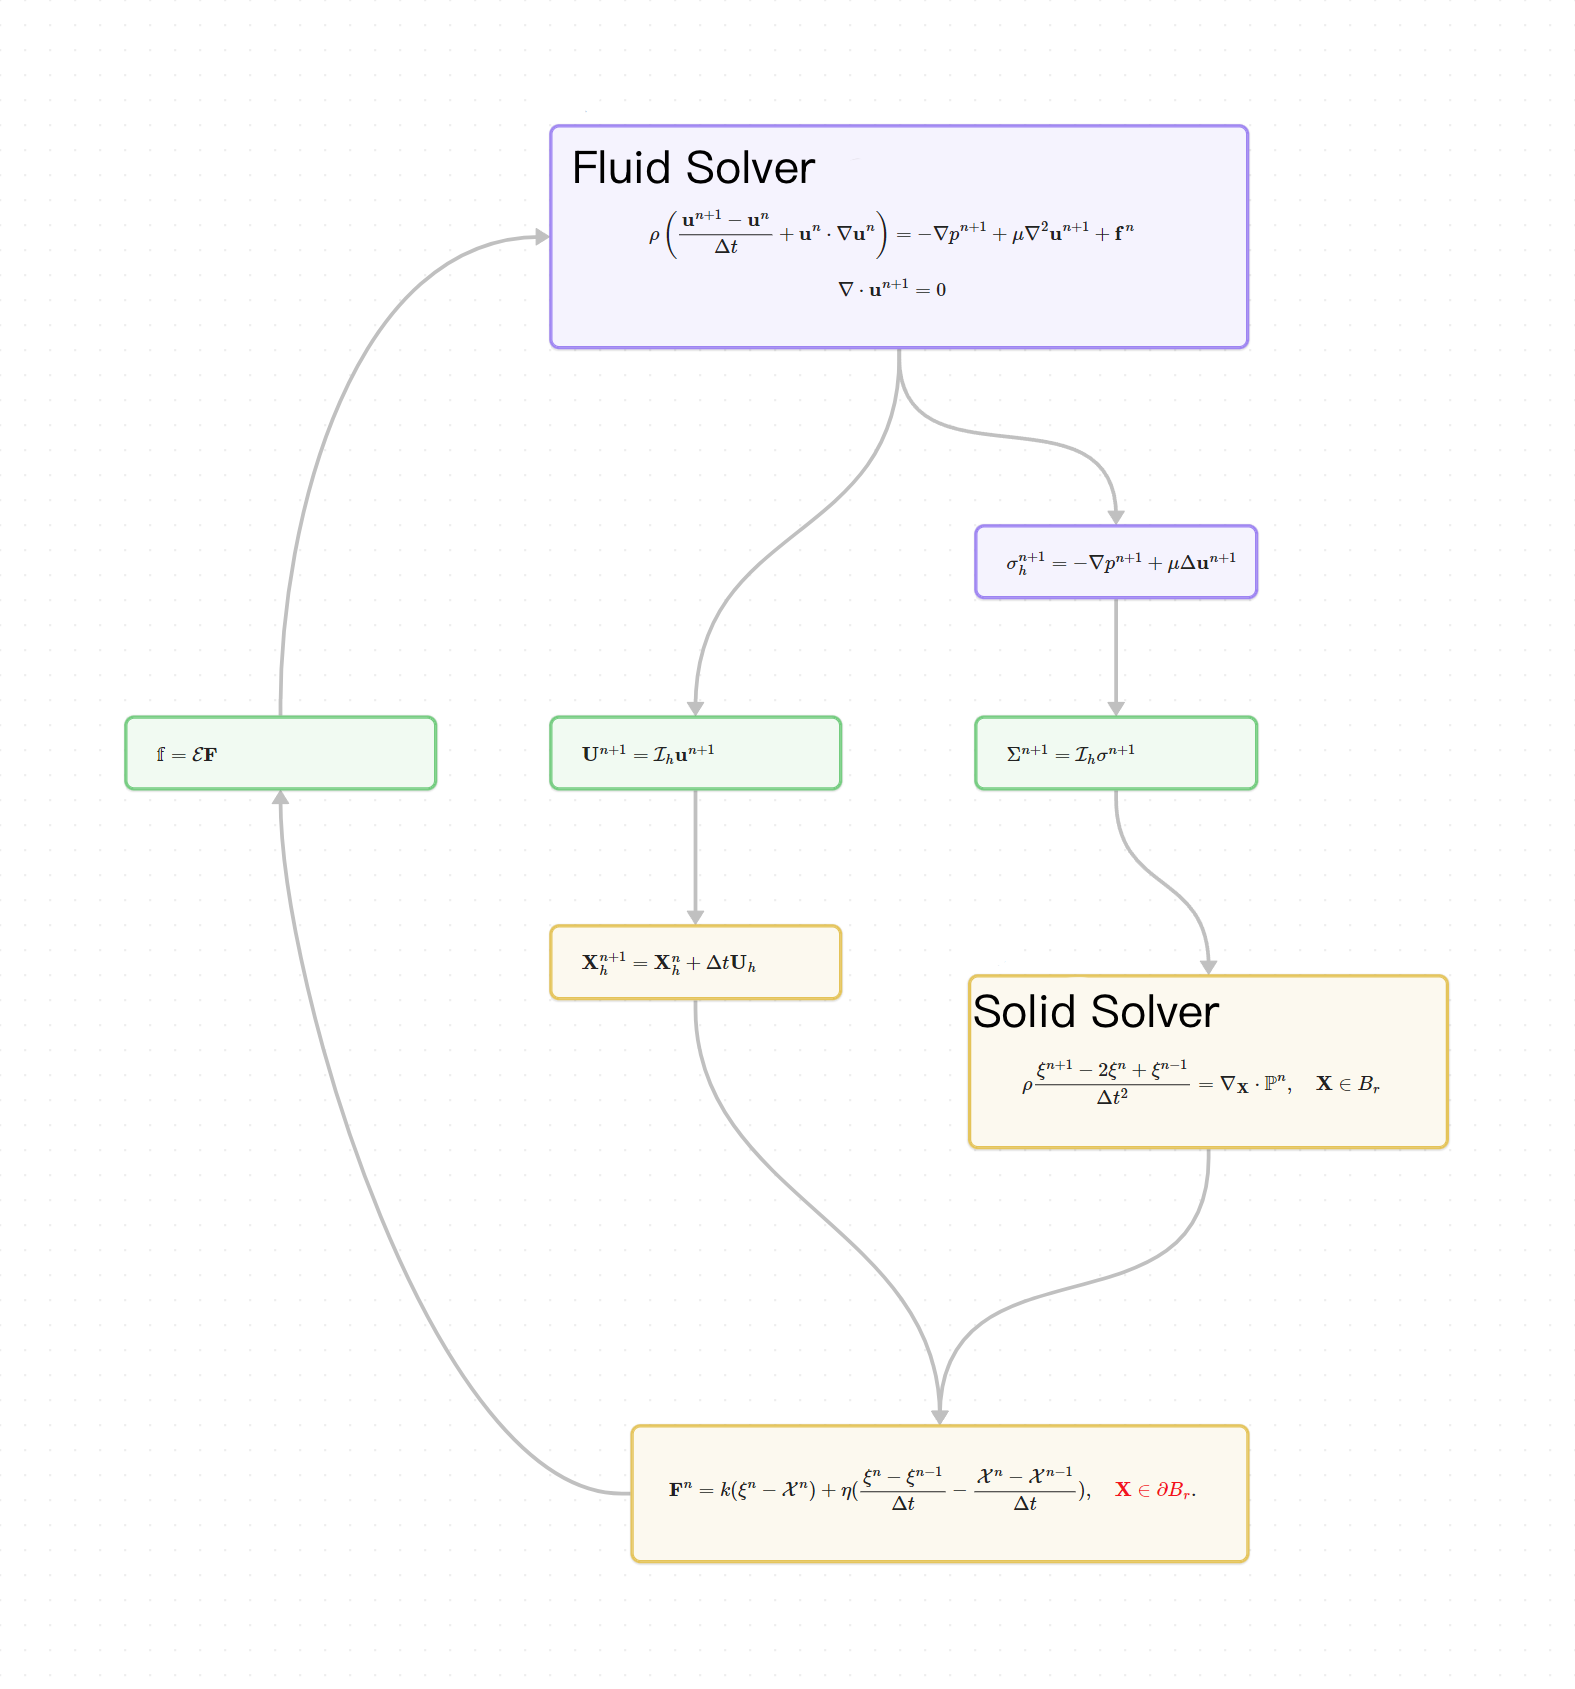 Fluid Solver
$\rho \left( \frac{\mathbf{u}^{n+1} - \mathbf{u}^n}{\Delta t} + \mathbf{u}^n \cdot \nabla \mathbf{u}^n \right) = -\nabla p^{n+1} + \mu \nabla^2 \mathbf{u}^{n+1} + \mathbf{f}^n$
$\nabla \cdot \mathbf{u}^{n+1} = 0$
$\sigma_h^{n+1} = -\nabla p^{n+1} + \mu \Delta \mathbf{u}^{n+1}$
$\mathbb{f} = \mathcal{E} \mathbf{F}$
$\mathbf{U}^{n+1} = \mathcal{I}_h \mathbf{u}^{n+1}$
$\Sigma^{n+1} = \mathcal{I}_h \sigma^{n+1}$
$\mathbf{X}_h^{n+1} = \mathbf{X}_h^n + \Delta t \mathbf{U}_h$
Solid Solver
$\rho \frac{\xi^{n+1} - 2\xi^n + \xi^{n-1}}{\Delta t^2} = \nabla_{\mathbf{X}} \cdot \mathbb{P}^n, \quad \mathbf{X} \in B_r$
$\mathbf{F}^n = k(\xi^n - \mathcal{X}^n) + \eta(\frac{\xi^n - \xi^{n-1}}{\Delta t} - \frac{\mathcal{X}^n - \mathcal{X}^{n-1}}{\Delta t}), \quad \mathbf{X} \in \partial B_r.$